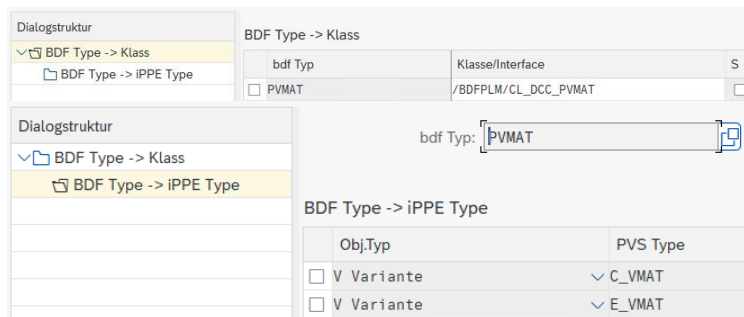 Dialogstruktur
BDF Type -> Klass
BDF Type -> iPPE Type
BDF Type -> Klass
bdf Typ Klasse/Interface S
PVMAT /BDFPLM/CL_DCC_PVMAT
Dialogstruktur
BDF Type -> Klass
BDF Type -> iPPE Type
bdf Typ: PVMAT
BDF Type -> iPPE Type
Obj.Typ PVS Type
V Variante C_VMAT
V Variante E_VMAT